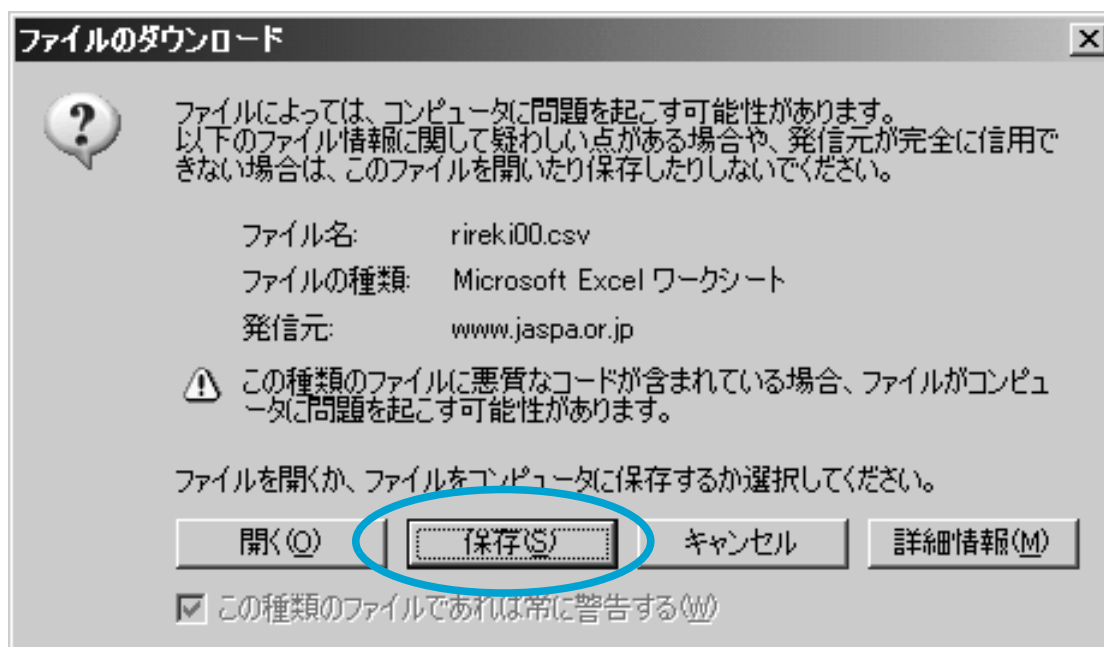 ファイルのダウンロード
ファイルによっては、コンピュータに問題を起こす可能性があります。
以下のファイル情報に関して疑わしい点がある場合や、発信元が完全に信用で
きない場合は、このファイルを開いたり保存したりしないでください。
ファイル名: rireki00.csv
ファイルの種類: Microsoft Excel ワークシート
発信元: www.jaspa.or.jp
この種類のファイルに悪質なコードが含まれている場合、ファイルがコンピュ
ータに問題を起こす可能性があります。
ファイルを開くか、ファイルをコンピュータに保存するか選択してください。
開く(O) 保存(S) キャンセル 詳細情報(M)
この種類のファイルであれば常に警告する(W)